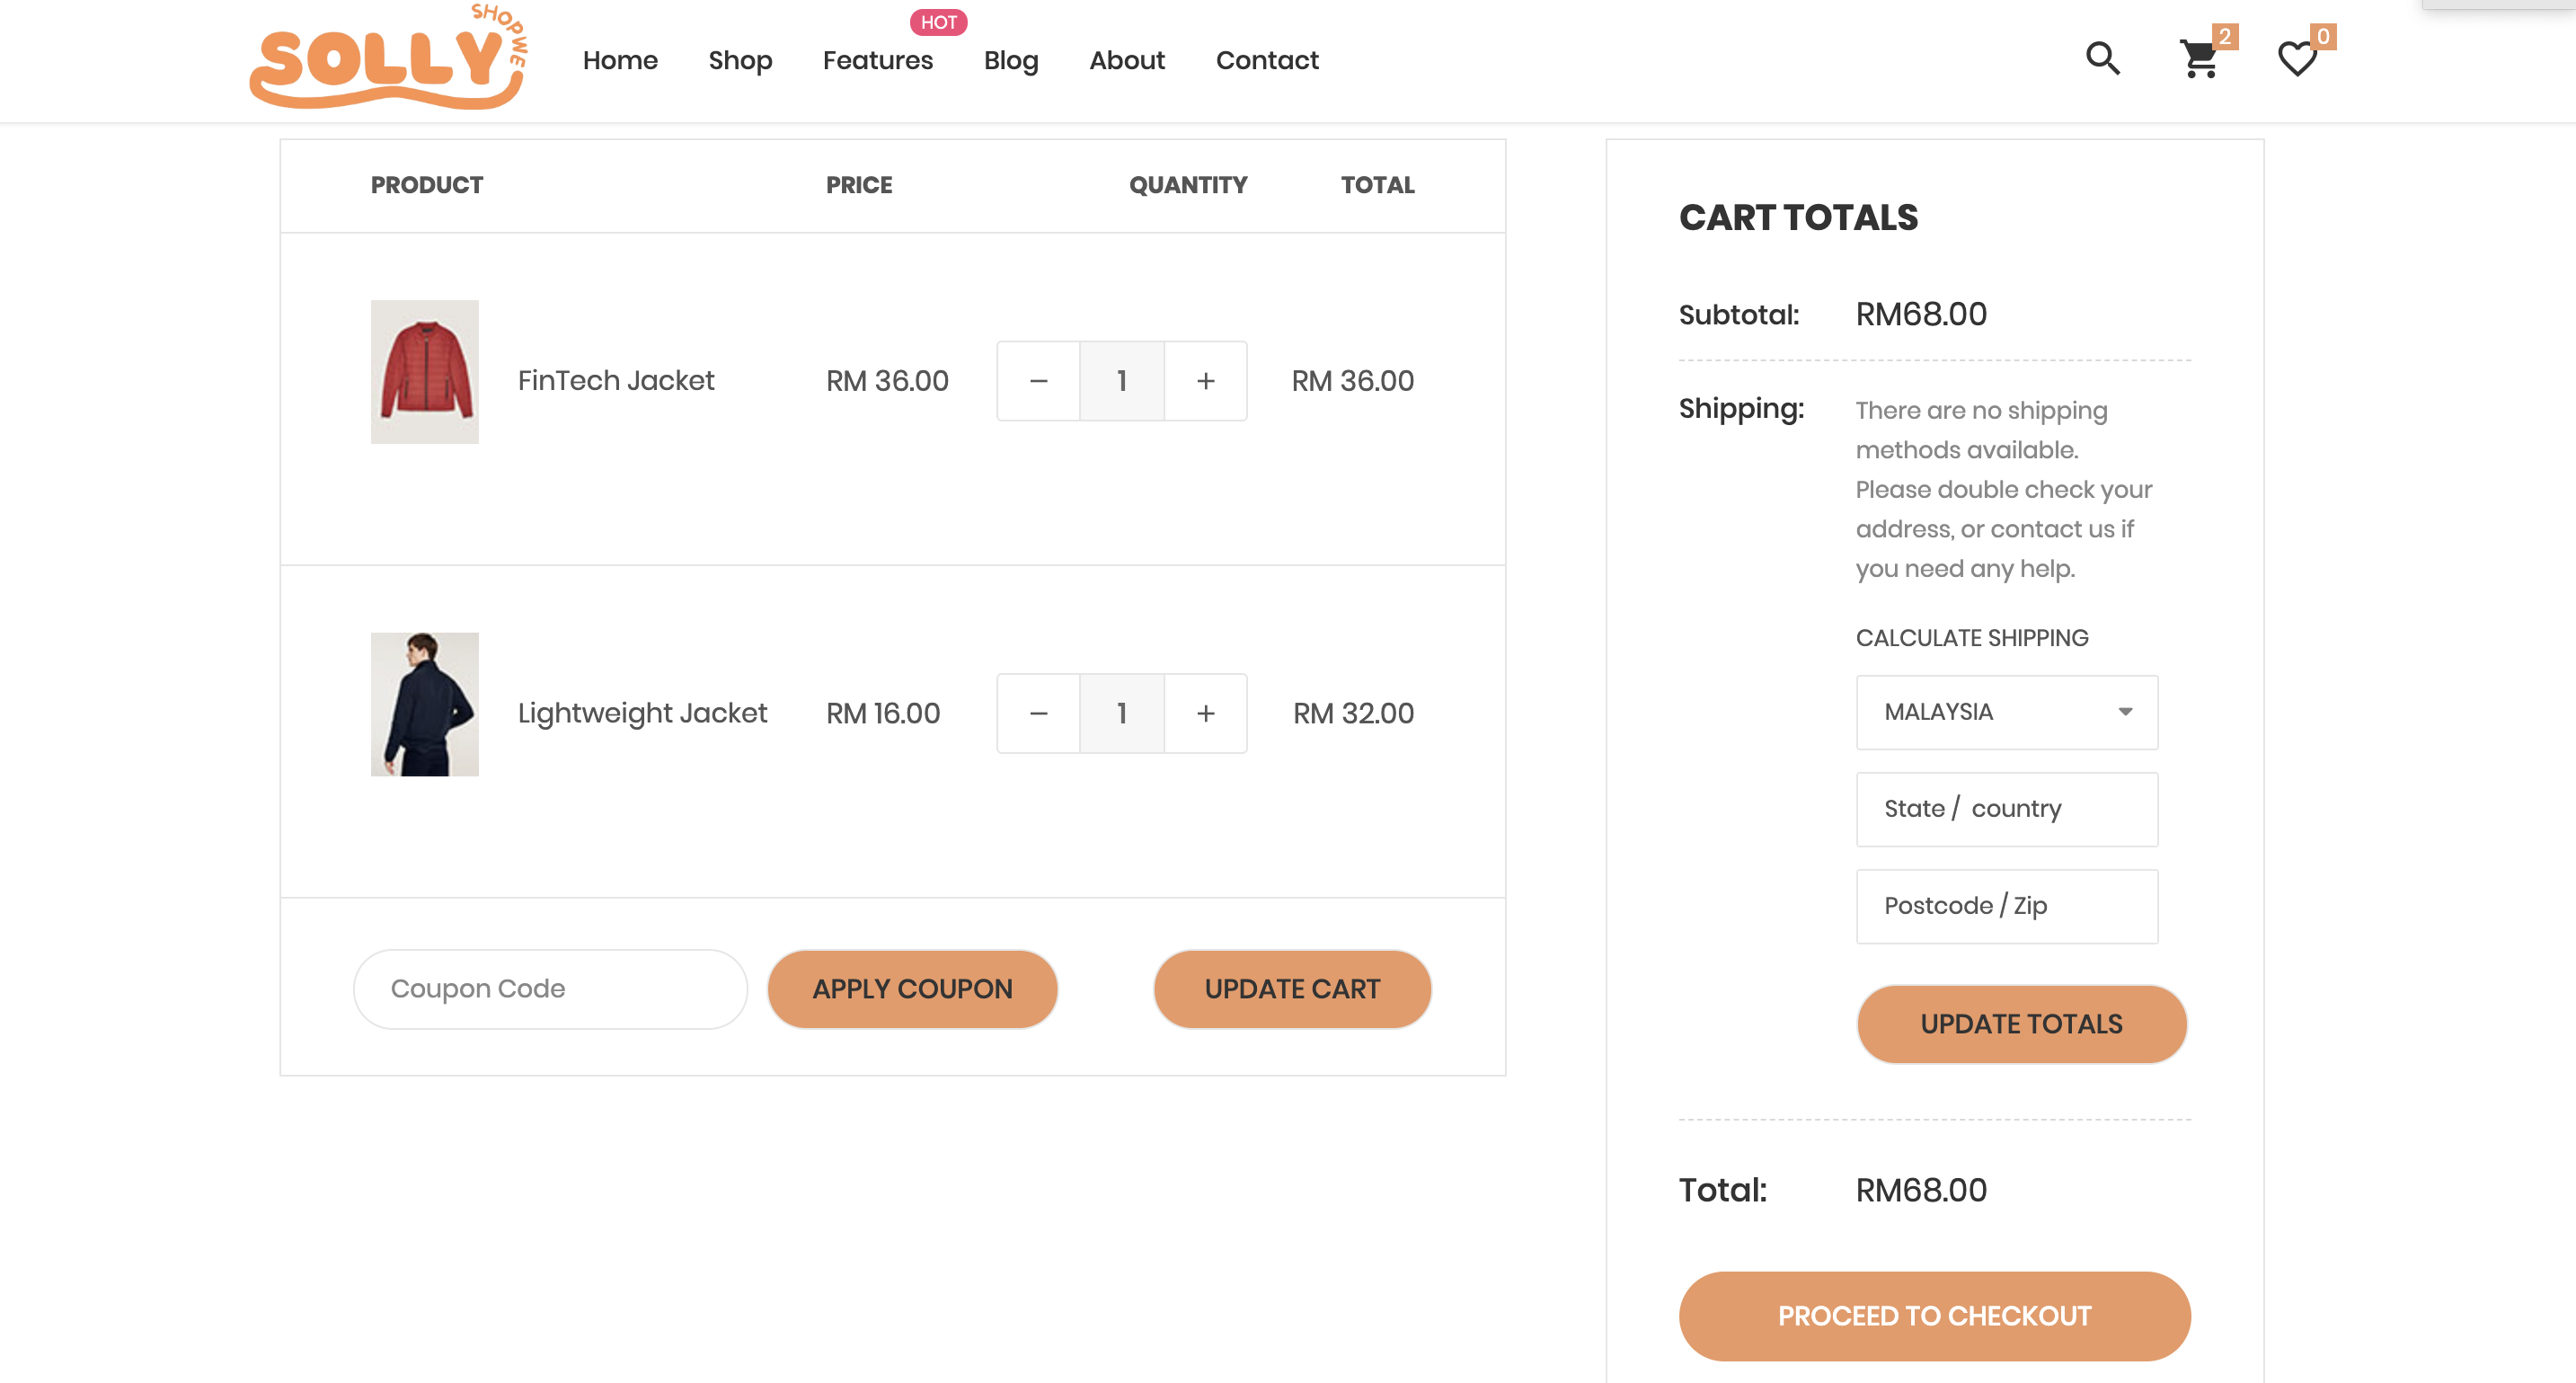 SOLLY
SHOPWE
Home
Shop
Features
HOT
Blog
About
Contact
2
0
PRODUCT
PRICE
QUANTITY
TOTAL
FinTech Jacket
RM 36.00
− 1 +
RM 36.00
Lightweight Jacket
RM 16.00
− 1 +
RM 32.00
Coupon Code
APPLY COUPON
UPDATE CART
CART TOTALS
Subtotal:
RM68.00
Shipping:
There are no shipping
methods available.
Please double check your
address, or contact us if
you need any help.
CALCULATE SHIPPING
MALAYSIA
State /  country
Postcode / Zip
UPDATE TOTALS
Total:
RM68.00
PROCEED TO CHECKOUT